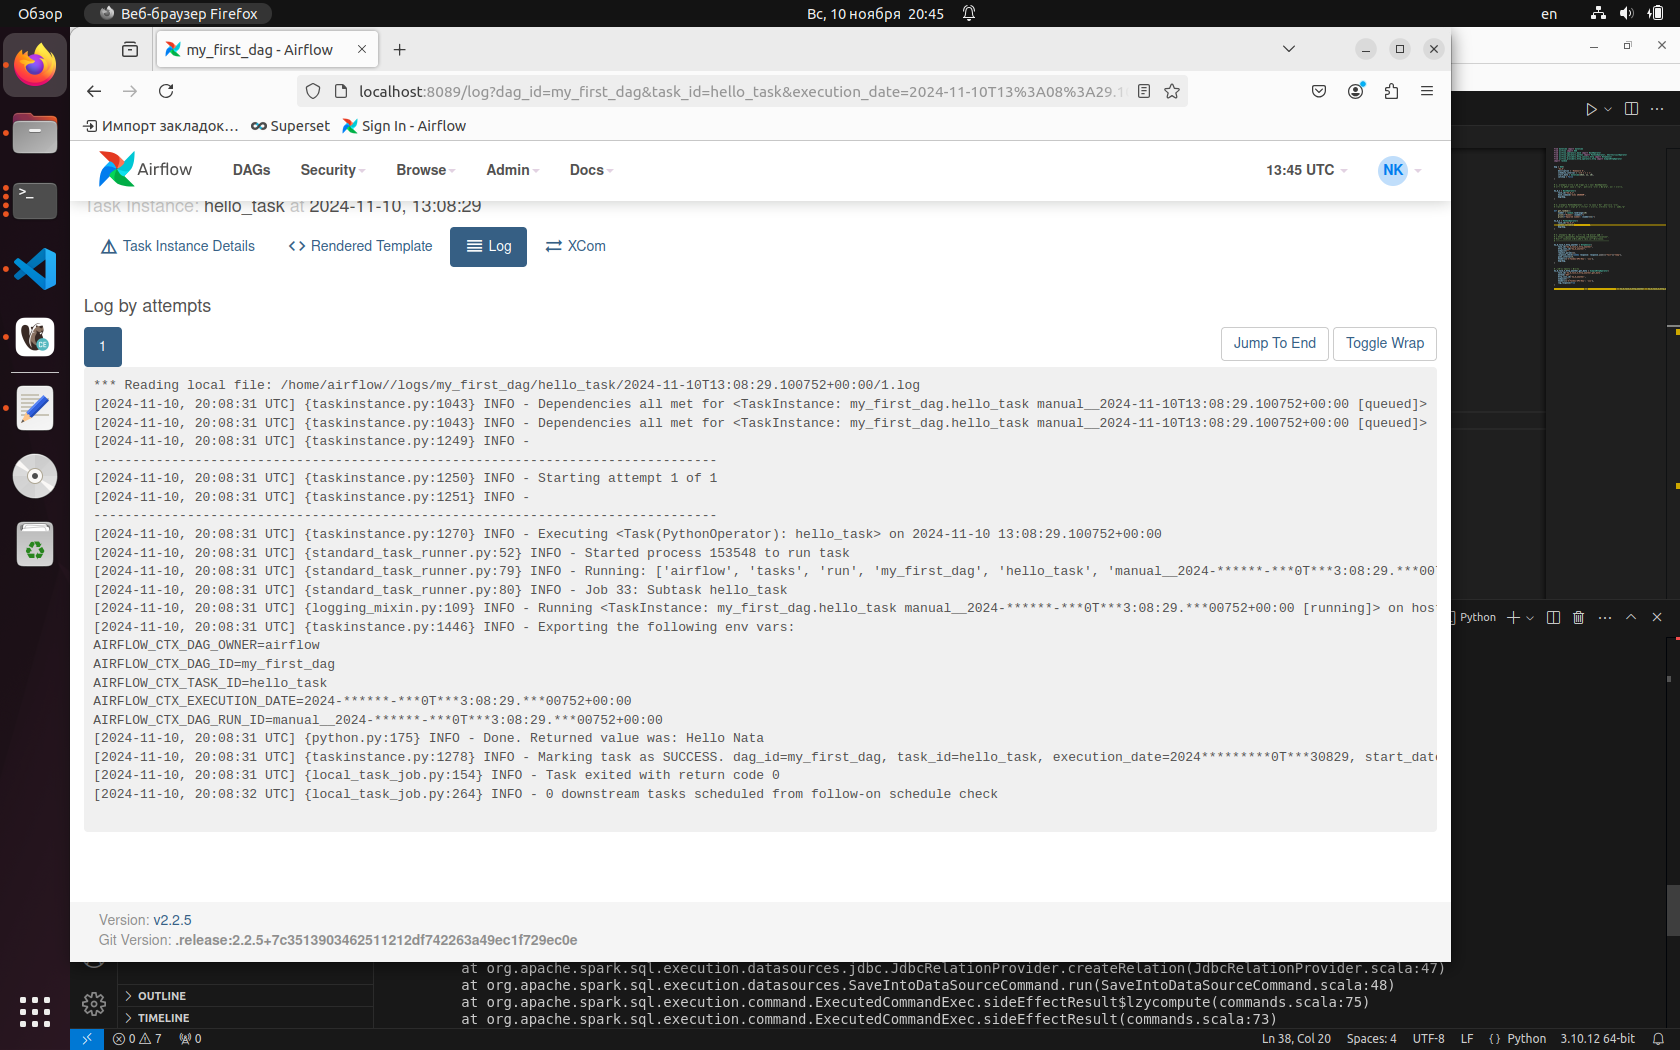 Обзор
Веб-браузер Firefox
Вс, 10 ноября 20:45
en
my_first_dag - Airflow
localhost:8089/log?dag_id=my_first_dag&task_id=hello_task&execution_date=2024-11-10T13%3A08%3A29.1
Импорт закладок…
Superset
Sign In - Airflow
Airflow
DAGs
Security
Browse
Admin
Docs
13:45 UTC
NK
Task Instance: hello_task at 2024-11-10, 13:08:29
Task Instance Details
Rendered Template
Log
XCom
Log by attempts
1
Jump To End
Toggle Wrap
*** Reading local file: /home/airflow//logs/my_first_dag/hello_task/2024-11-10T13:08:29.100752+00:00/1.log
[2024-11-10, 20:08:31 UTC] {taskinstance.py:1043} INFO - Dependencies all met for <TaskInstance: my_first_dag.hello_task manual__2024-11-10T13:08:29.100752+00:00 [queued]>
[2024-11-10, 20:08:31 UTC] {taskinstance.py:1043} INFO - Dependencies all met for <TaskInstance: my_first_dag.hello_task manual__2024-11-10T13:08:29.100752+00:00 [queued]>
[2024-11-10, 20:08:31 UTC] {taskinstance.py:1249} INFO -
--------------------------------------------------------------------------------
[2024-11-10, 20:08:31 UTC] {taskinstance.py:1250} INFO - Starting attempt 1 of 1
[2024-11-10, 20:08:31 UTC] {taskinstance.py:1251} INFO -
--------------------------------------------------------------------------------
[2024-11-10, 20:08:31 UTC] {taskinstance.py:1270} INFO - Executing <Task(PythonOperator): hello_task> on 2024-11-10 13:08:29.100752+00:00
[2024-11-10, 20:08:31 UTC] {standard_task_runner.py:52} INFO - Started process 153548 to run task
[2024-11-10, 20:08:31 UTC] {standard_task_runner.py:79} INFO - Running: ['airflow', 'tasks', 'run', 'my_first_dag', 'hello_task', 'manual__2024-******-***0T***3:08:29.***00
[2024-11-10, 20:08:31 UTC] {standard_task_runner.py:80} INFO - Job 33: Subtask hello_task
[2024-11-10, 20:08:31 UTC] {logging_mixin.py:109} INFO - Running <TaskInstance: my_first_dag.hello_task manual__2024-******-***0T***3:08:29.***00752+00:00 [running]> on hos
[2024-11-10, 20:08:31 UTC] {taskinstance.py:1446} INFO - Exporting the following env vars:
AIRFLOW_CTX_DAG_OWNER=airflow
AIRFLOW_CTX_DAG_ID=my_first_dag
AIRFLOW_CTX_TASK_ID=hello_task
AIRFLOW_CTX_EXECUTION_DATE=2024-******-***0T***3:08:29.***00752+00:00
AIRFLOW_CTX_DAG_RUN_ID=manual__2024-******-***0T***3:08:29.***00752+00:00
[2024-11-10, 20:08:31 UTC] {python.py:175} INFO - Done. Returned value was: Hello Nata
[2024-11-10, 20:08:31 UTC] {taskinstance.py:1278} INFO - Marking task as SUCCESS. dag_id=my_first_dag, task_id=hello_task, execution_date=2024*********0T***30829, start_dat
[2024-11-10, 20:08:31 UTC] {local_task_job.py:154} INFO - Task exited with return code 0
[2024-11-10, 20:08:32 UTC] {local_task_job.py:264} INFO - 0 downstream tasks scheduled from follow-on schedule check
Version: v2.2.5
Git Version: .release:2.2.5+7c3513903462511212df742263a49ec1f729ec0e
Python
at org.apache.spark.sql.execution.datasources.jdbc.JdbcRelationProvider.createRelation(JdbcRelationProvider.scala:47)
at org.apache.spark.sql.execution.datasources.SaveIntoDataSourceCommand.run(SaveIntoDataSourceCommand.scala:48)
at org.apache.spark.sql.execution.command.ExecutedCommandExec.sideEffectResult$lzycompute(commands.scala:75)
at org.apache.spark.sql.execution.command.ExecutedCommandExec.sideEffectResult(commands.scala:73)
OUTLINE
TIMELINE
0 7 0
Ln 38, Col 20
Spaces: 4
UTF-8
LF
{ } Python
3.10.12 64-bit